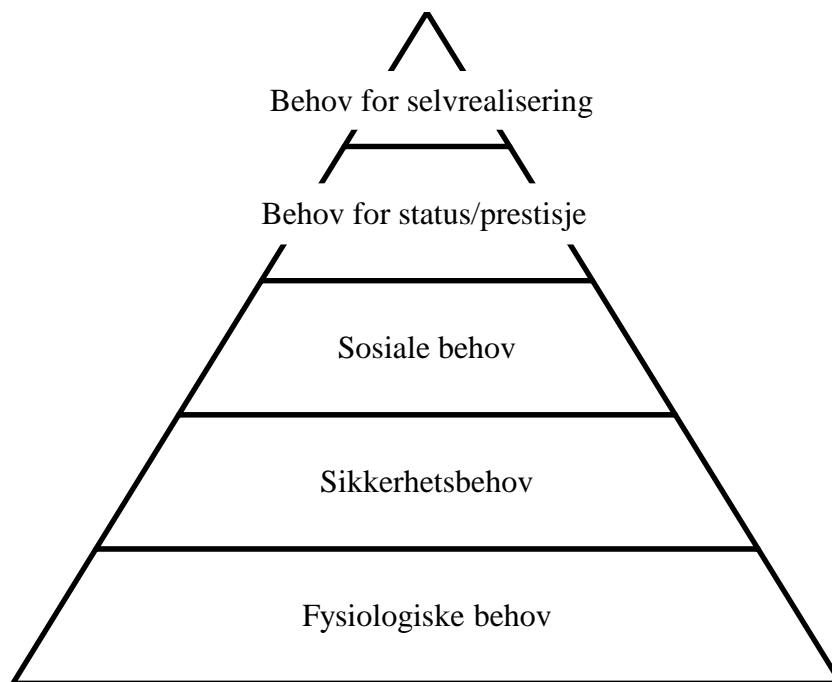 Behov for selvrealisering
Behov for status/prestisje
Sosiale behov
Sikkerhetsbehov
Fysiologiske behov